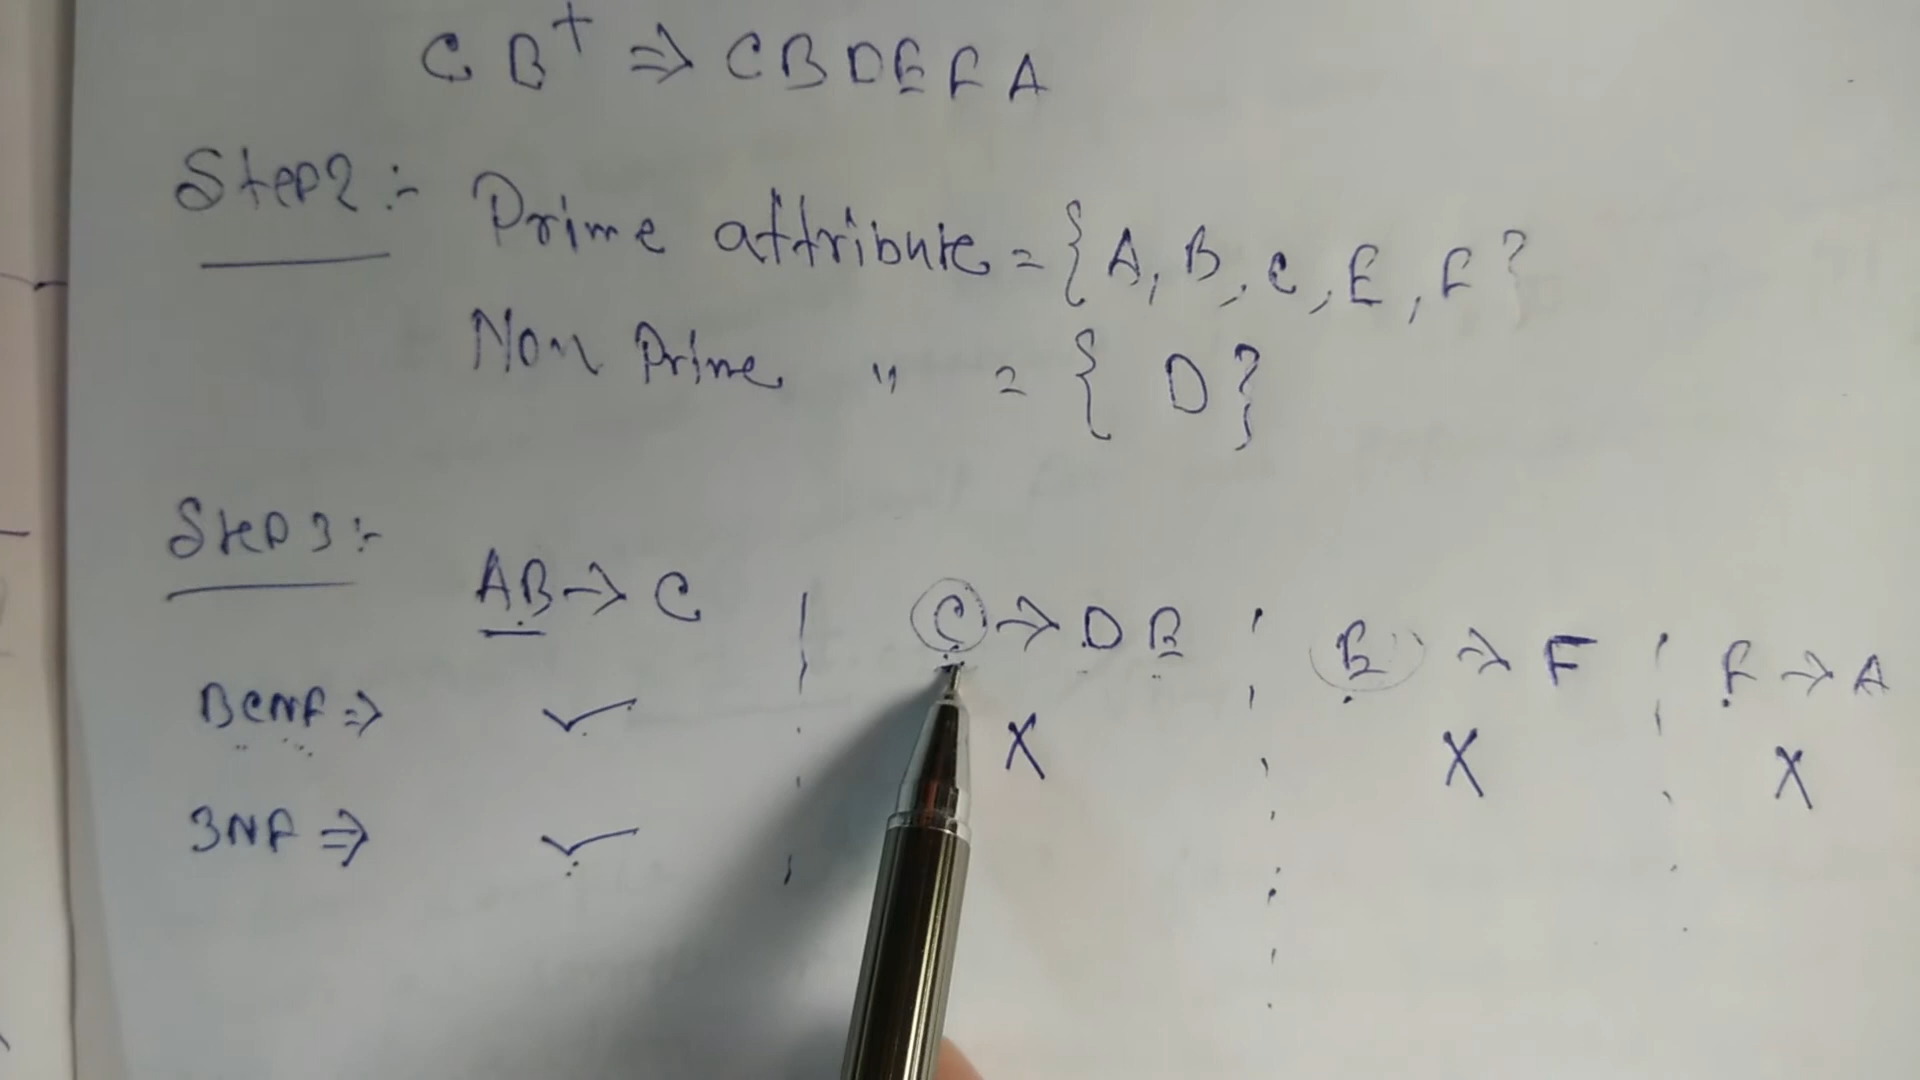 CB⁺ ⇒ CBDEFA
Step2:- Prime attribute = {A, B, C, E, F}
Non Prime " = { D}
Step3:-
AB → C | C → DE | E → F | F → A
BCNF ⇒ ✓ X X X
3NF ⇒ ✓